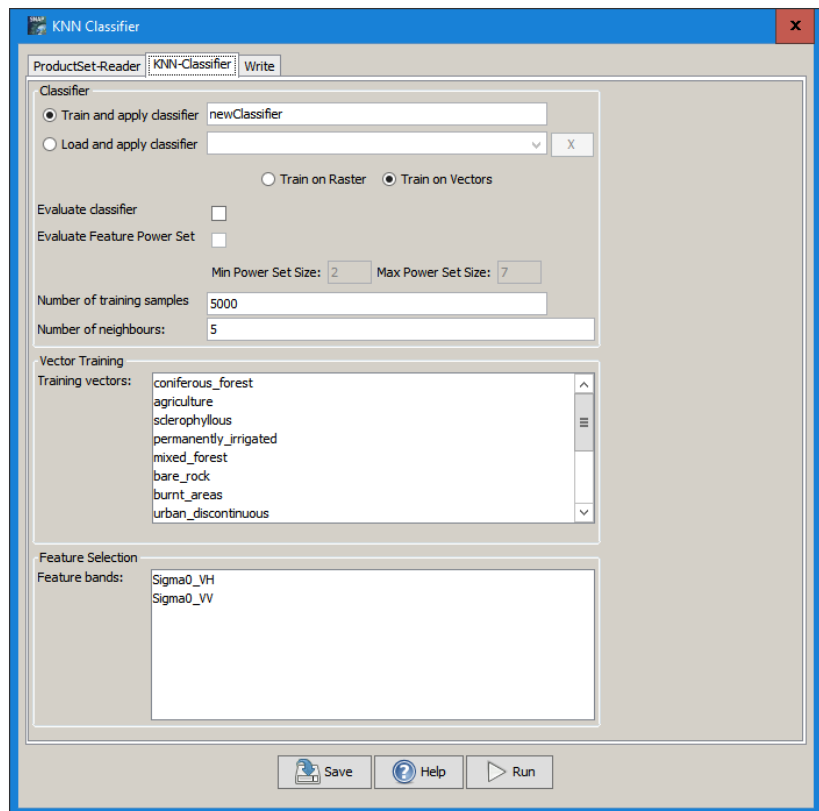 SNAP
KNN Classifier
X
ProductSet-Reader KNN-Classifier Write
Classifier
Train and apply classifier newClassifier
Load and apply classifier X
Train on Raster Train on Vectors
Evaluate classifier
Evaluate Feature Power Set
Min Power Set Size: 2 Max Power Set Size: 7
Number of training samples 5000
Number of neighbours: 5
Vector Training
Training vectors: coniferous_forest
agriculture
sclerophyllous
permanently_irrigated
mixed_forest
bare_rock
burnt_areas
urban_discontinuous
Feature Selection
Feature bands: Sigma0_VH
Sigma0_VV
Save Help Run